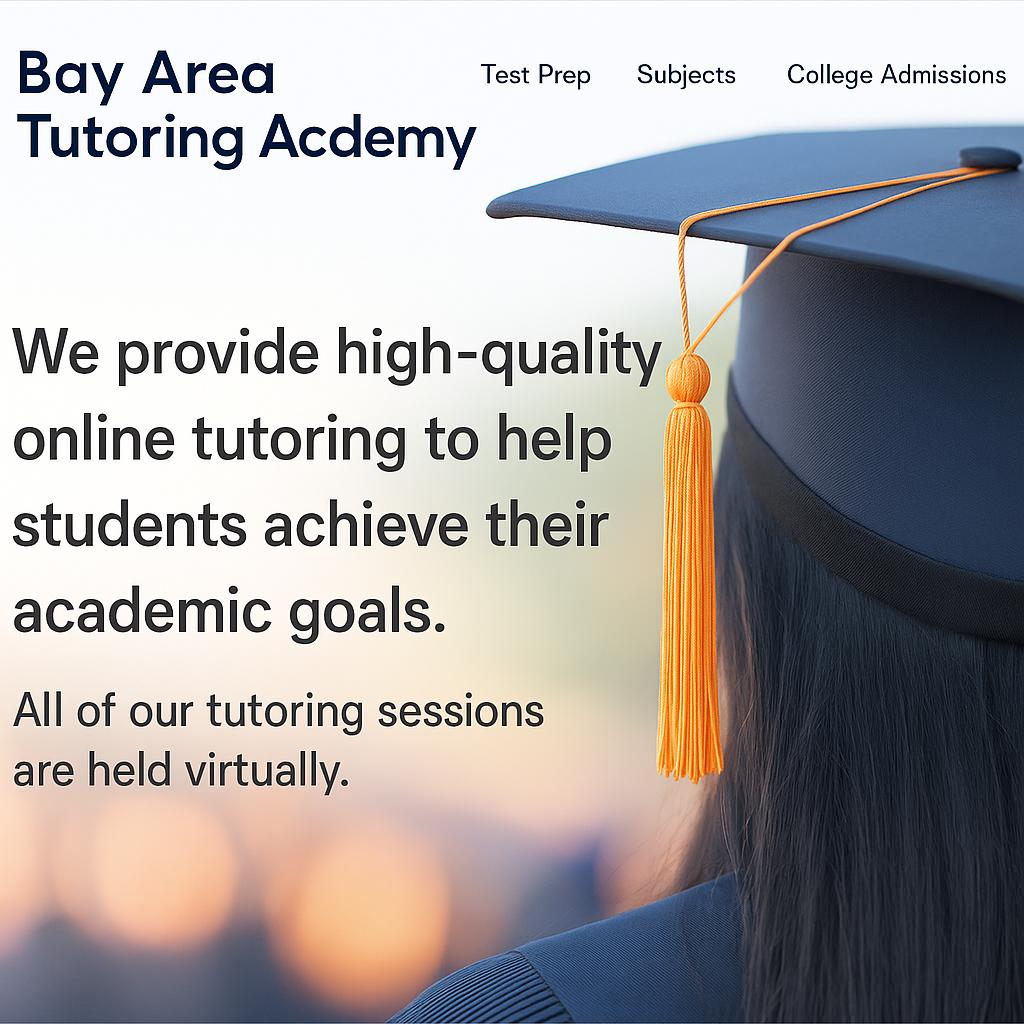 Bay Area
Tutoring Acdemy
Test Prep Subjects College Admissions
We provide high-quality
online tutoring to help
students achieve their
academic goals.
All of our tutoring sessions
are held virtually.